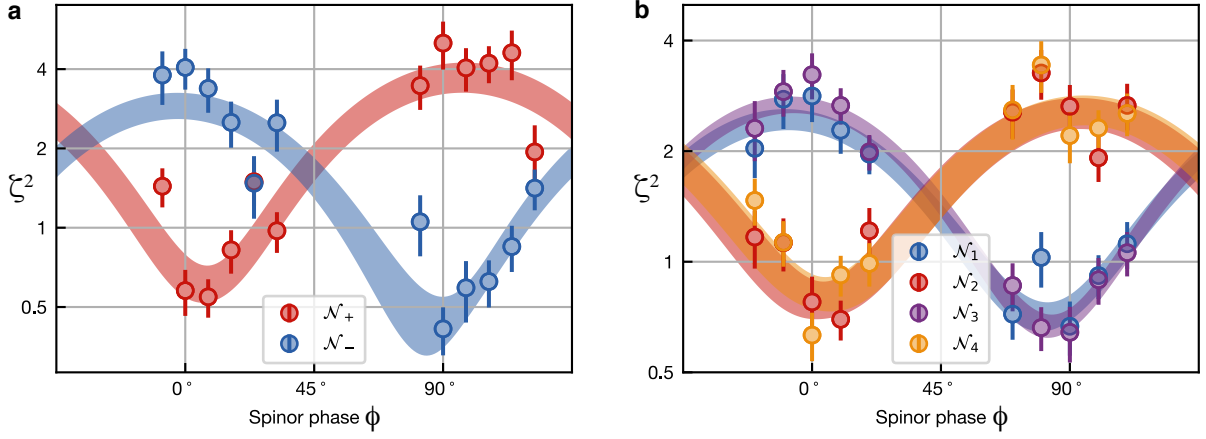 a
ζ²
4
2
1
0.5
0° 45° 90°
Spinor phase ϕ
𝒩₊
𝒩₋
b
ζ²
4
2
1
0.5
0° 45° 90°
Spinor phase ϕ
𝒩₁
𝒩₂
𝒩₃
𝒩₄